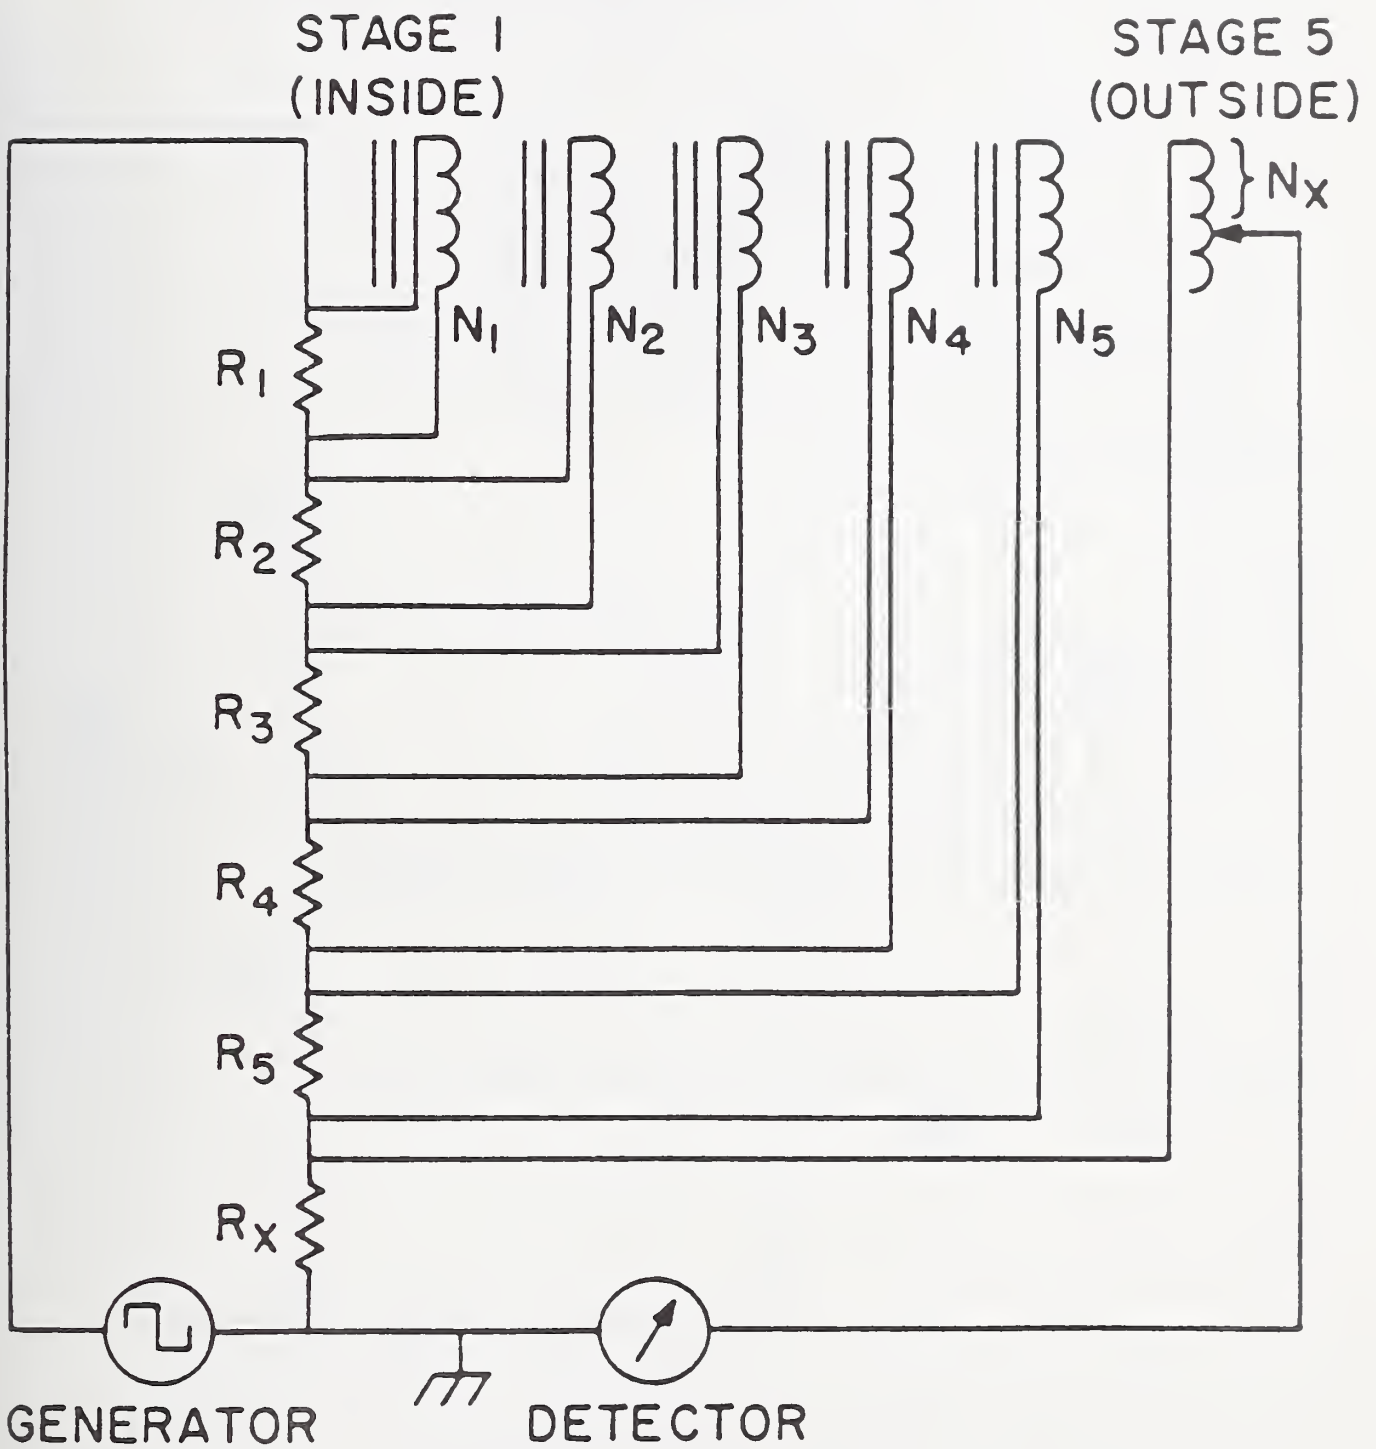 STAGE 1
(INSIDE)
STAGE 5
(OUTSIDE)
NX
N1
N2
N3
N4
N5
R1
R2
R3
R4
R5
RX
GENERATOR
DETECTOR